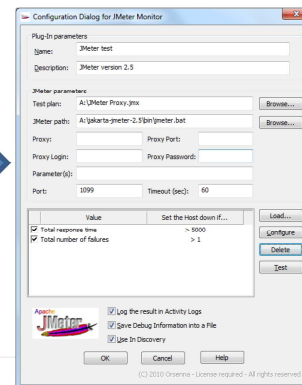 Configuration Dialog for JMeter Monitor
Plug-In parameters
Name: JMeter test
Description: JMeter version 2.5
JMeter parameters
Test plan: A:\JMeter Proxy.jmx Browse...
JMeter path: A:\jakarta-jmeter-2.5\bin\jmeter.bat Browse...
Proxy: Proxy Port:
Proxy Login: Proxy Password:
Parameter(s):
Port: 1099 Timeout (sec): 60
Value Set the Host down if... Load...
Total response time > 5000 Configure
Total number of failures > 1 Delete
Test
Apache
JMeter
Log the result in Activity Logs
Save Debug Information into a File
Use In Discovery
OK Cancel Help
(C) 2010 Orsenna - License required - All rights reserved